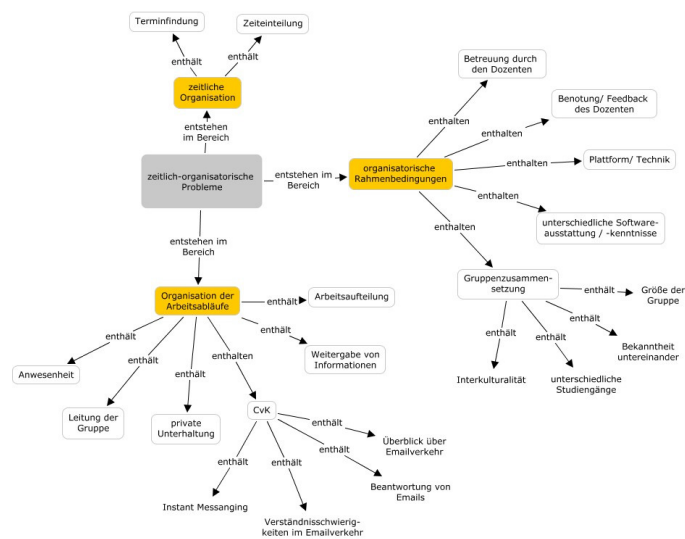 Terminfindung
Zeiteinteilung
enthält
enthält
zeitliche
Organisation
entstehen
im Bereich
zeitlich-organisatorische
Probleme
entstehen im
Bereich
organisatorische
Rahmenbedingungen
enthalten
Betreuung durch
den Dozenten
enthalten
Benotung/ Feedback
des Dozenten
enthalten
Plattform/ Technik
enthalten
unterschiedliche Software-
ausstattung / -kenntnisse
enthalten
Gruppenzusammen-
setzung
enthält
Größe der
Gruppe
enthält
Bekanntheit
untereinander
enthält
unterschiedliche
Studiengänge
enthält
Interkulturalität
entstehen im
Bereich
Organisation der
Arbeitsabläufe
enthält
Arbeitsaufteilung
enthält
Weitergabe von
Informationen
enthält
Anwesenheit
enthält
Leitung der
Gruppe
enthält
private
Unterhaltung
enthalten
CvK
enthält
Überblick über
Emailverkehr
enthält
Beantwortung von
Emails
enthält
Verständnisschwierig-
keiten im Emailverkehr
enthält
Instant Messanging